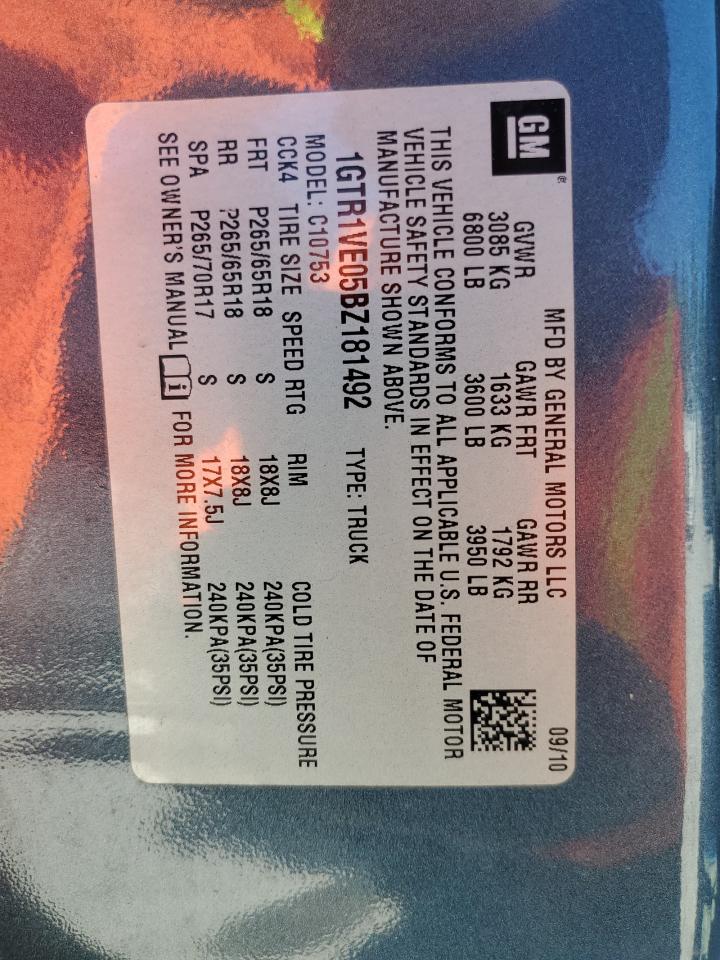 GM ®
MFD BY GENERAL MOTORS LLC 09/10
GVWR GAWR FRT GAWR RR
3085 KG 1633 KG 1792 KG
6800 LB 3600 LB 3950 LB
THIS VEHICLE CONFORMS TO ALL APPLICABLE U.S. FEDERAL MOTOR
VEHICLE SAFETY STANDARDS IN EFFECT ON THE DATE OF
MANUFACTURE SHOWN ABOVE.
1GTR1VE05BZ181492 TYPE: TRUCK
MODEL: C10753
CCK4 TIRE SIZE SPEED RTG RIM COLD TIRE PRESSURE
FRT P265/65R18 S 18X8J 240KPA(35PSI)
RR P265/65R18 S 18X8J 240KPA(35PSI)
SPA P265/70R17 S 17X7.5J 240KPA(35PSI)
SEE OWNER'S MANUAL i FOR MORE INFORMATION.